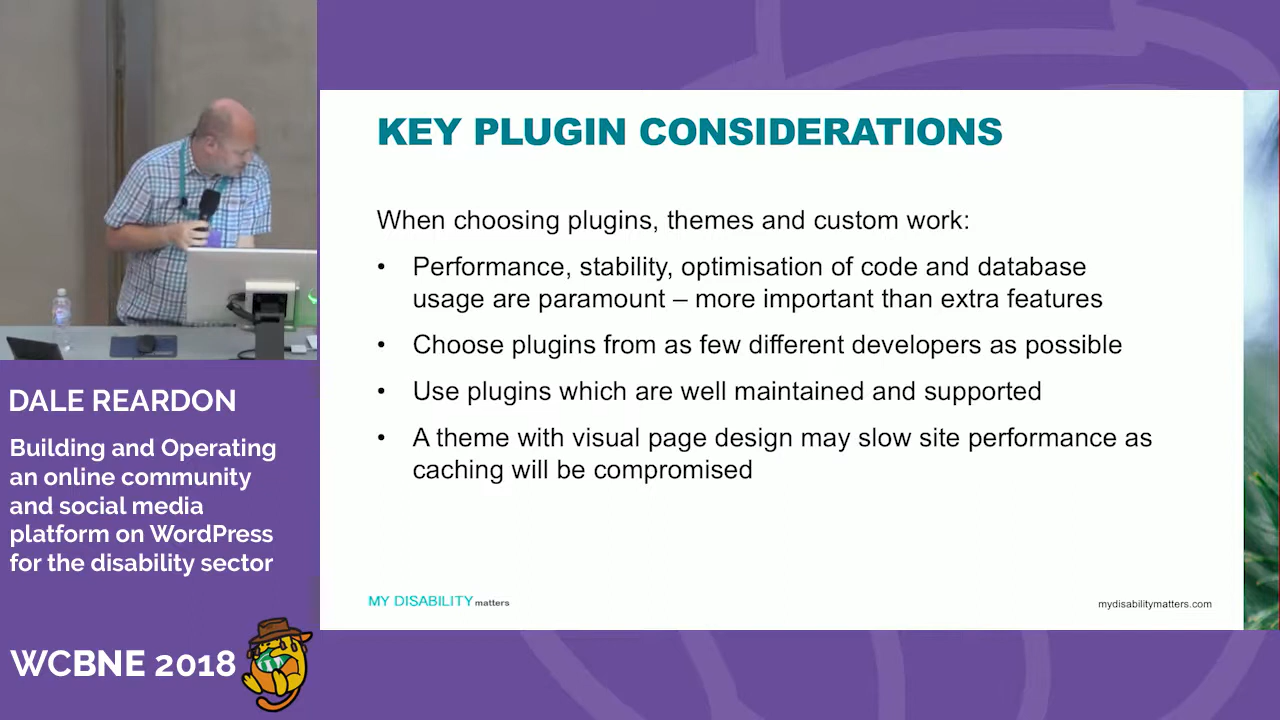 KEY PLUGIN CONSIDERATIONS
When choosing plugins, themes and custom work:
• Performance, stability, optimisation of code and database
usage are paramount – more important than extra features
• Choose plugins from as few different developers as possible
• Use plugins which are well maintained and supported
• A theme with visual page design may slow site performance as
caching will be compromised
MY DISABILITY matters
mydisabilitymatters.com
DALE REARDON
Building and Operating
an online community
and social media
platform on WordPress
for the disability sector
WCBNE 2018